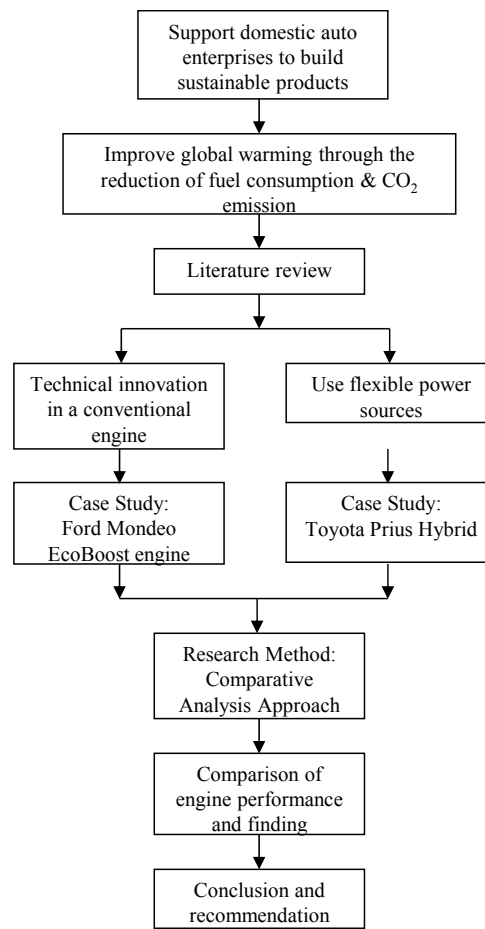 Support domestic auto
enterprises to build
sustainable products
Improve global warming through the
reduction of fuel consumption & CO₂
emission
Literature review
Technical innovation
in a conventional
engine
Use flexible power
sources
Case Study:
Ford Mondeo
EcoBoost engine
Case Study:
Toyota Prius Hybrid
Research Method:
Comparative
Analysis Approach
Comparison of
engine performance
and finding
Conclusion and
recommendation